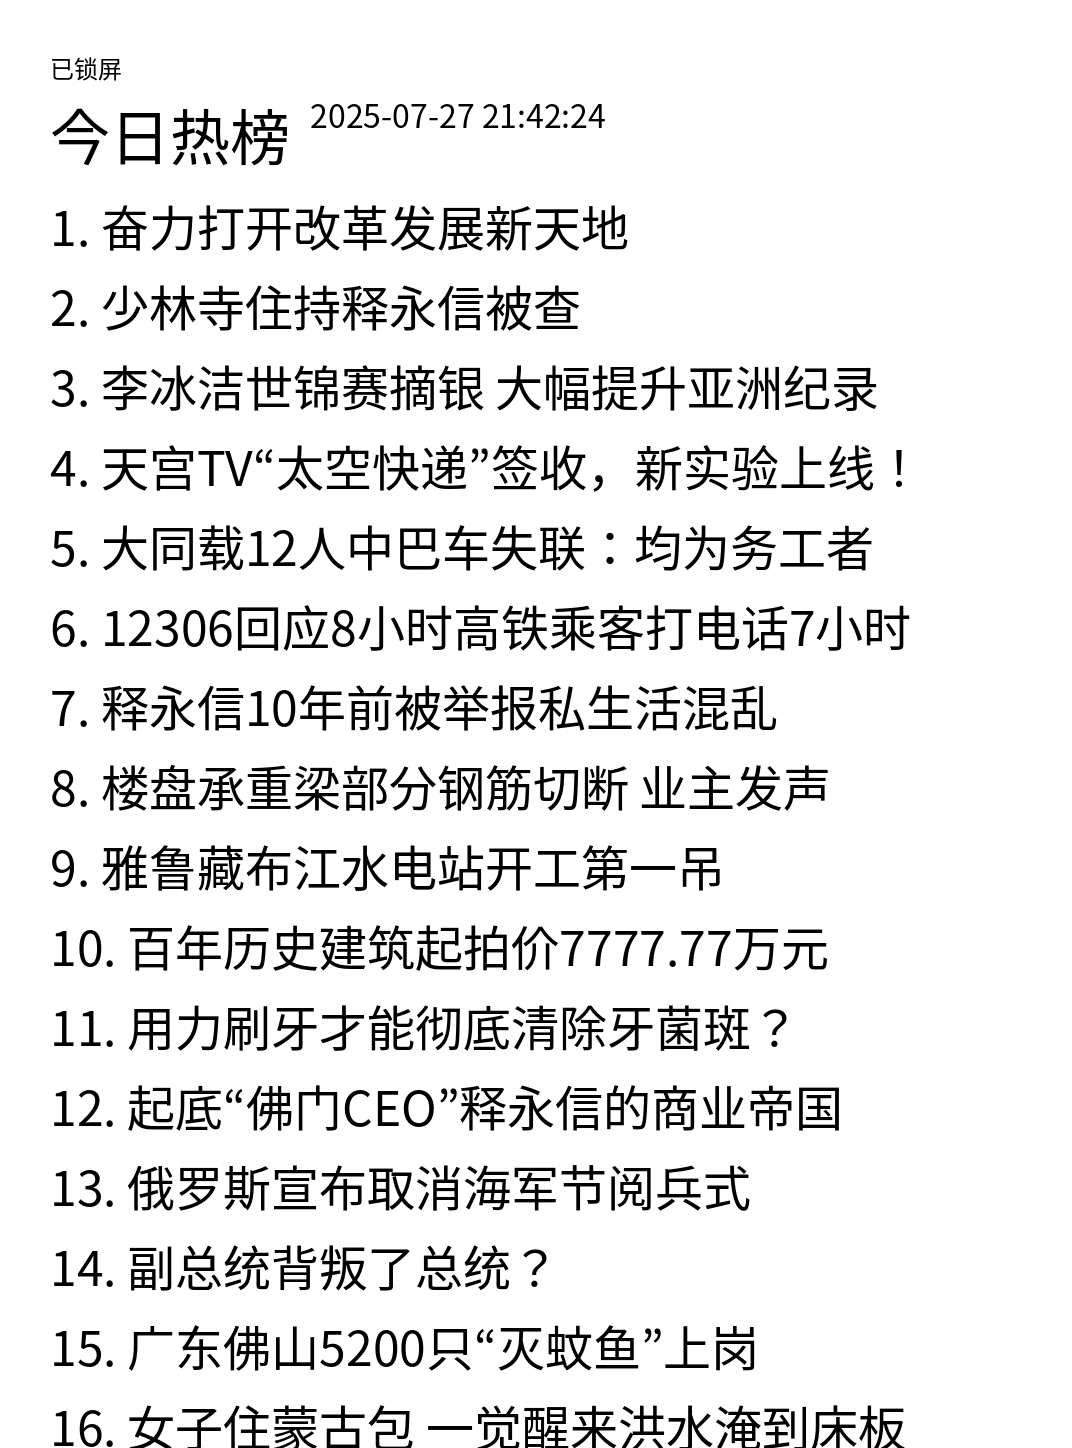 已锁屏
今日热榜 2025-07-27 21:42:24
1. 奋力打开改革发展新天地
2. 少林寺住持释永信被查
3. 李冰洁世锦赛摘银 大幅提升亚洲纪录
4. 天宫TV“太空快递”签收，新实验上线！
5. 大同载12人中巴车失联：均为务工者
6. 12306回应8小时高铁乘客打电话7小时
7. 释永信10年前被举报私生活混乱
8. 楼盘承重梁部分钢筋切断 业主发声
9. 雅鲁藏布江水电站开工第一吊
10. 百年历史建筑起拍价7777.77万元
11. 用力刷牙才能彻底清除牙菌斑？
12. 起底“佛门CEO”释永信的商业帝国
13. 俄罗斯宣布取消海军节阅兵式
14. 副总统背叛了总统？
15. 广东佛山5200只“灭蚊鱼”上岗
16. 女子住蒙古包 一觉醒来洪水淹到床板